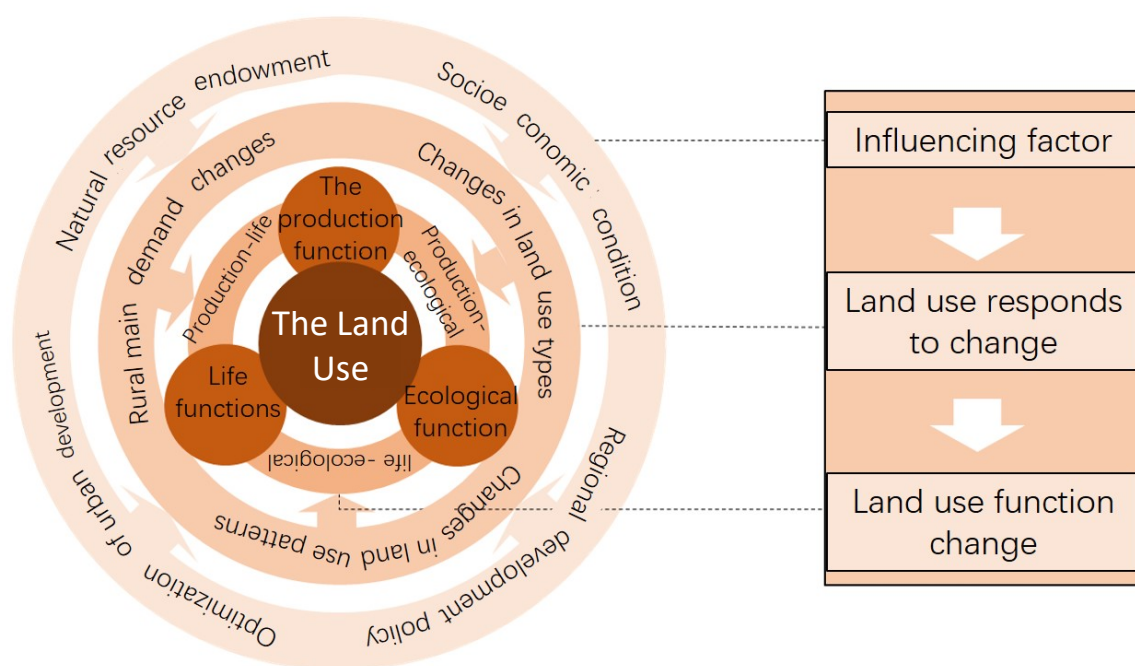 Natural resource endowment
Socioe conomic condition
Rural main demand changes
Changes in land use types
The
production
function
Production-life
Production-
ecological
The Land
Use
Life
functions
Ecological
function
life -ecological
Changes in land use patterns
Optimization of urban development
Regional development policy
Influencing factor
Land use responds
to change
Land use function
change